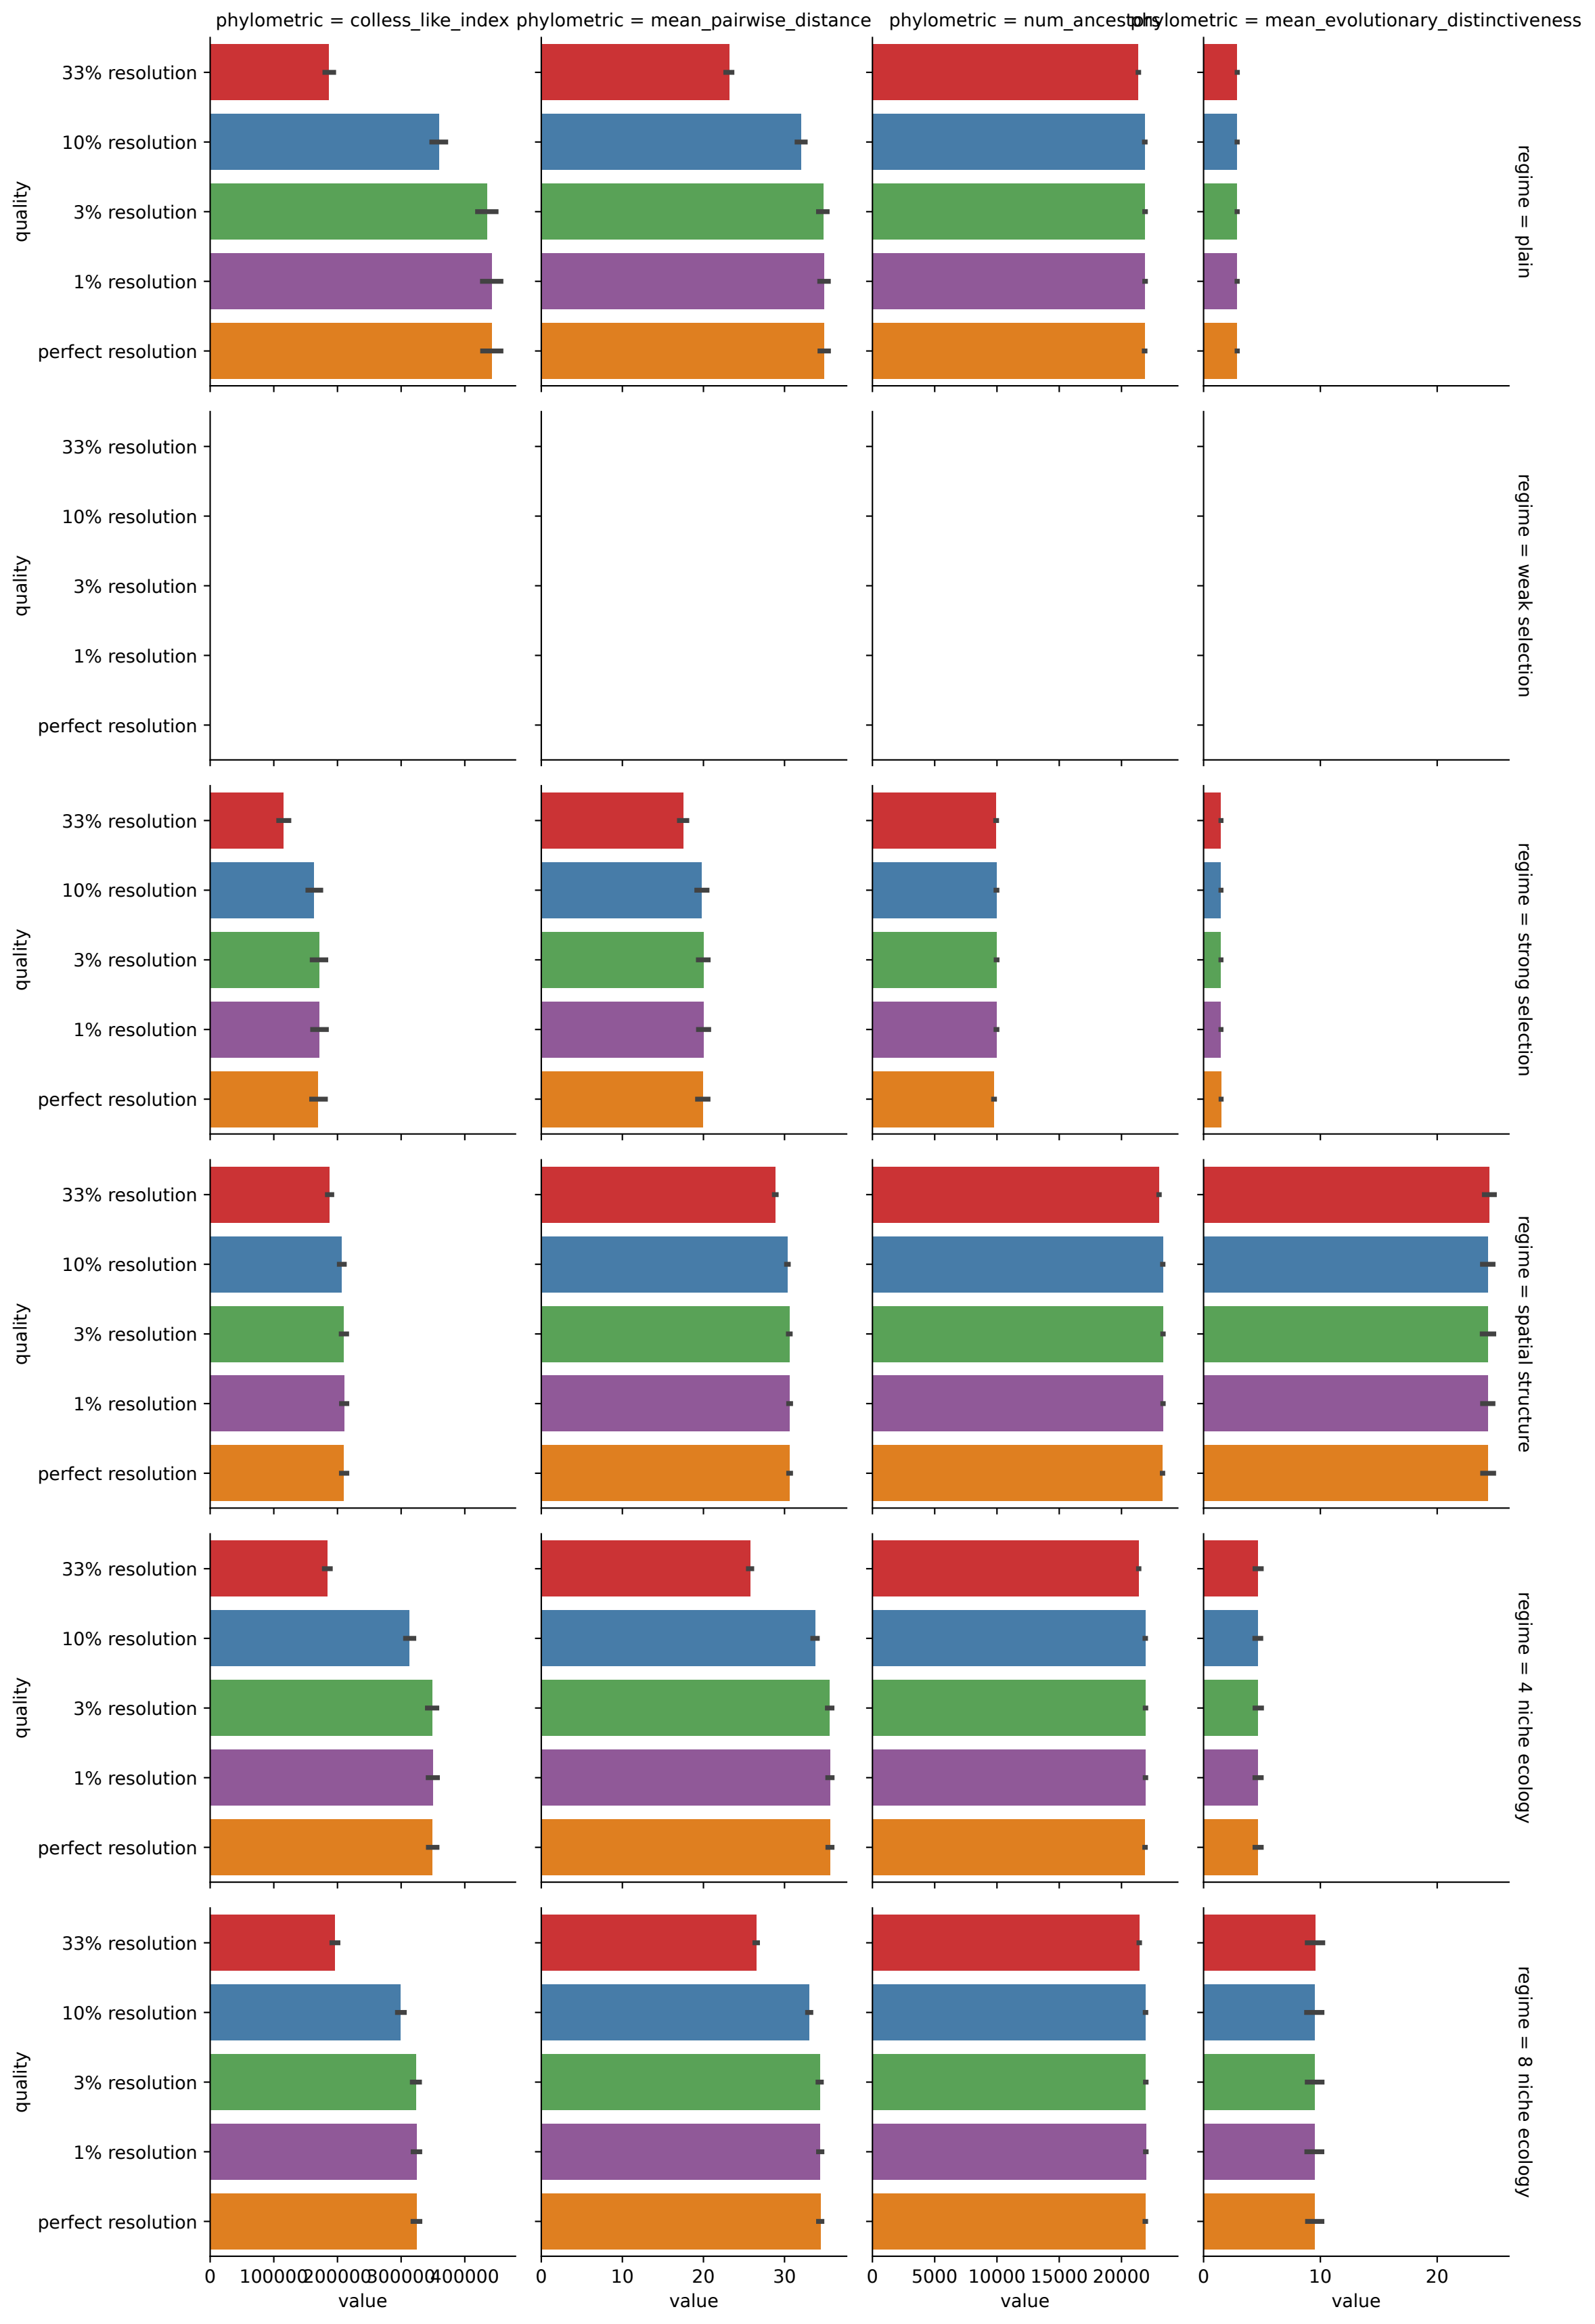 phylometric = colless_like_index
phylometric = mean_pairwise_distance
phylometric = num_ancestors
phylometric = mean_evolutionary_distinctiveness
quality
33% resolution
10% resolution
3% resolution
1% resolution
perfect resolution
regime = plain
quality
33% resolution
10% resolution
3% resolution
1% resolution
perfect resolution
regime = weak selection
quality
33% resolution
10% resolution
3% resolution
1% resolution
perfect resolution
regime = strong selection
quality
33% resolution
10% resolution
3% resolution
1% resolution
perfect resolution
regime = spatial structure
quality
33% resolution
10% resolution
3% resolution
1% resolution
perfect resolution
regime = 4 niche ecology
quality
33% resolution
10% resolution
3% resolution
1% resolution
perfect resolution
regime = 8 niche ecology
0 100000 200000 300000 400000
value
0 10 20 30
value
0 5000 10000 15000 20000
value
0 10 20
value